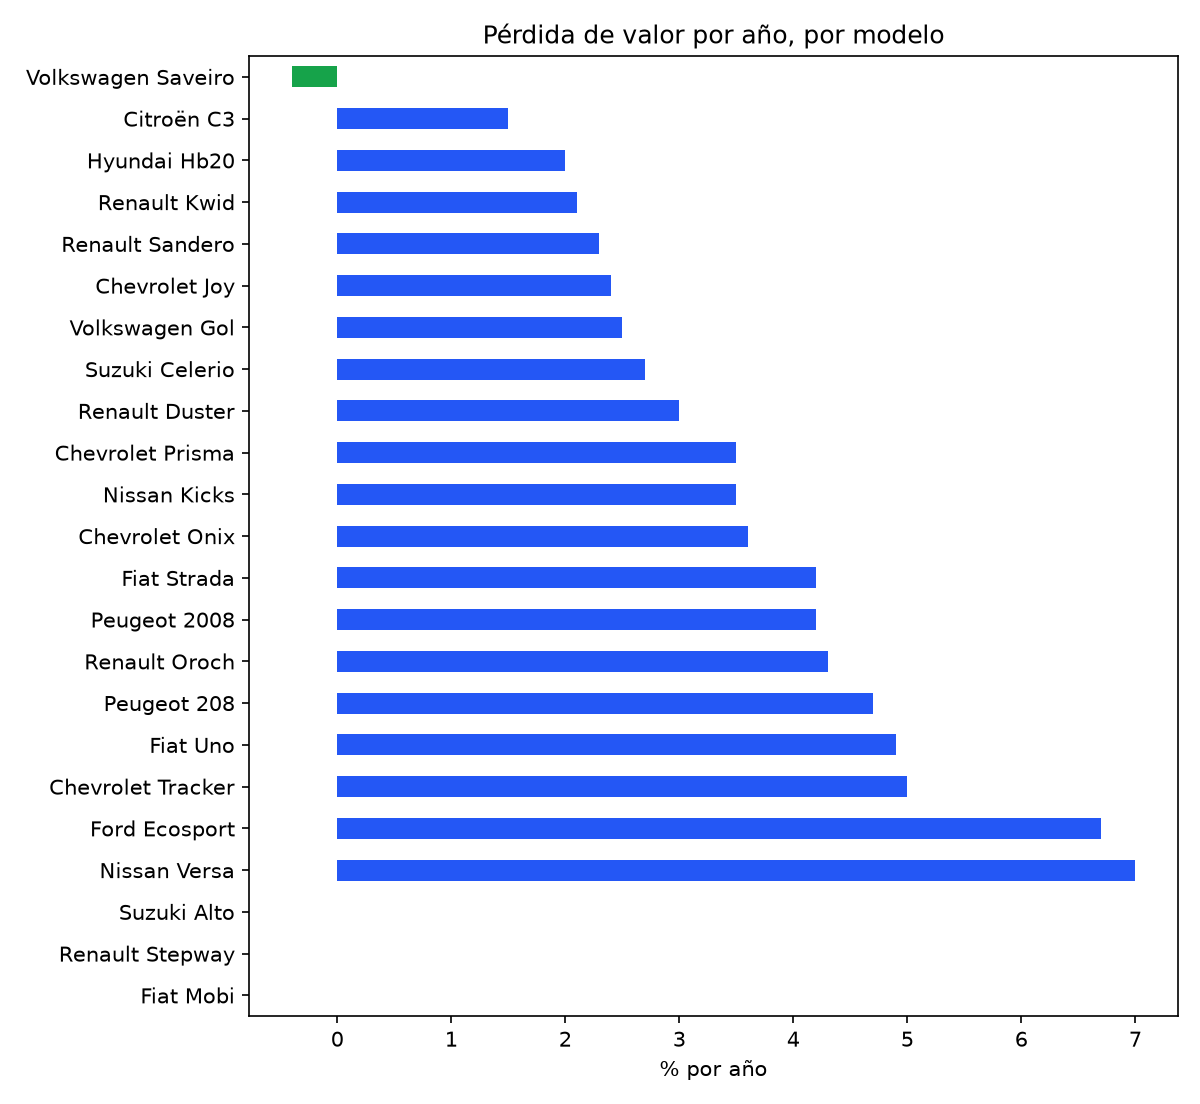 Pérdida de valor por año, por modelo
Volkswagen Saveiro
Citroën C3
Hyundai Hb20
Renault Kwid
Renault Sandero
Chevrolet Joy
Volkswagen Gol
Suzuki Celerio
Renault Duster
Chevrolet Prisma
Nissan Kicks
Chevrolet Onix
Fiat Strada
Peugeot 2008
Renault Oroch
Peugeot 208
Fiat Uno
Chevrolet Tracker
Ford Ecosport
Nissan Versa
Suzuki Alto
Renault Stepway
Fiat Mobi
0 1 2 3 4 5 6 7
% por año